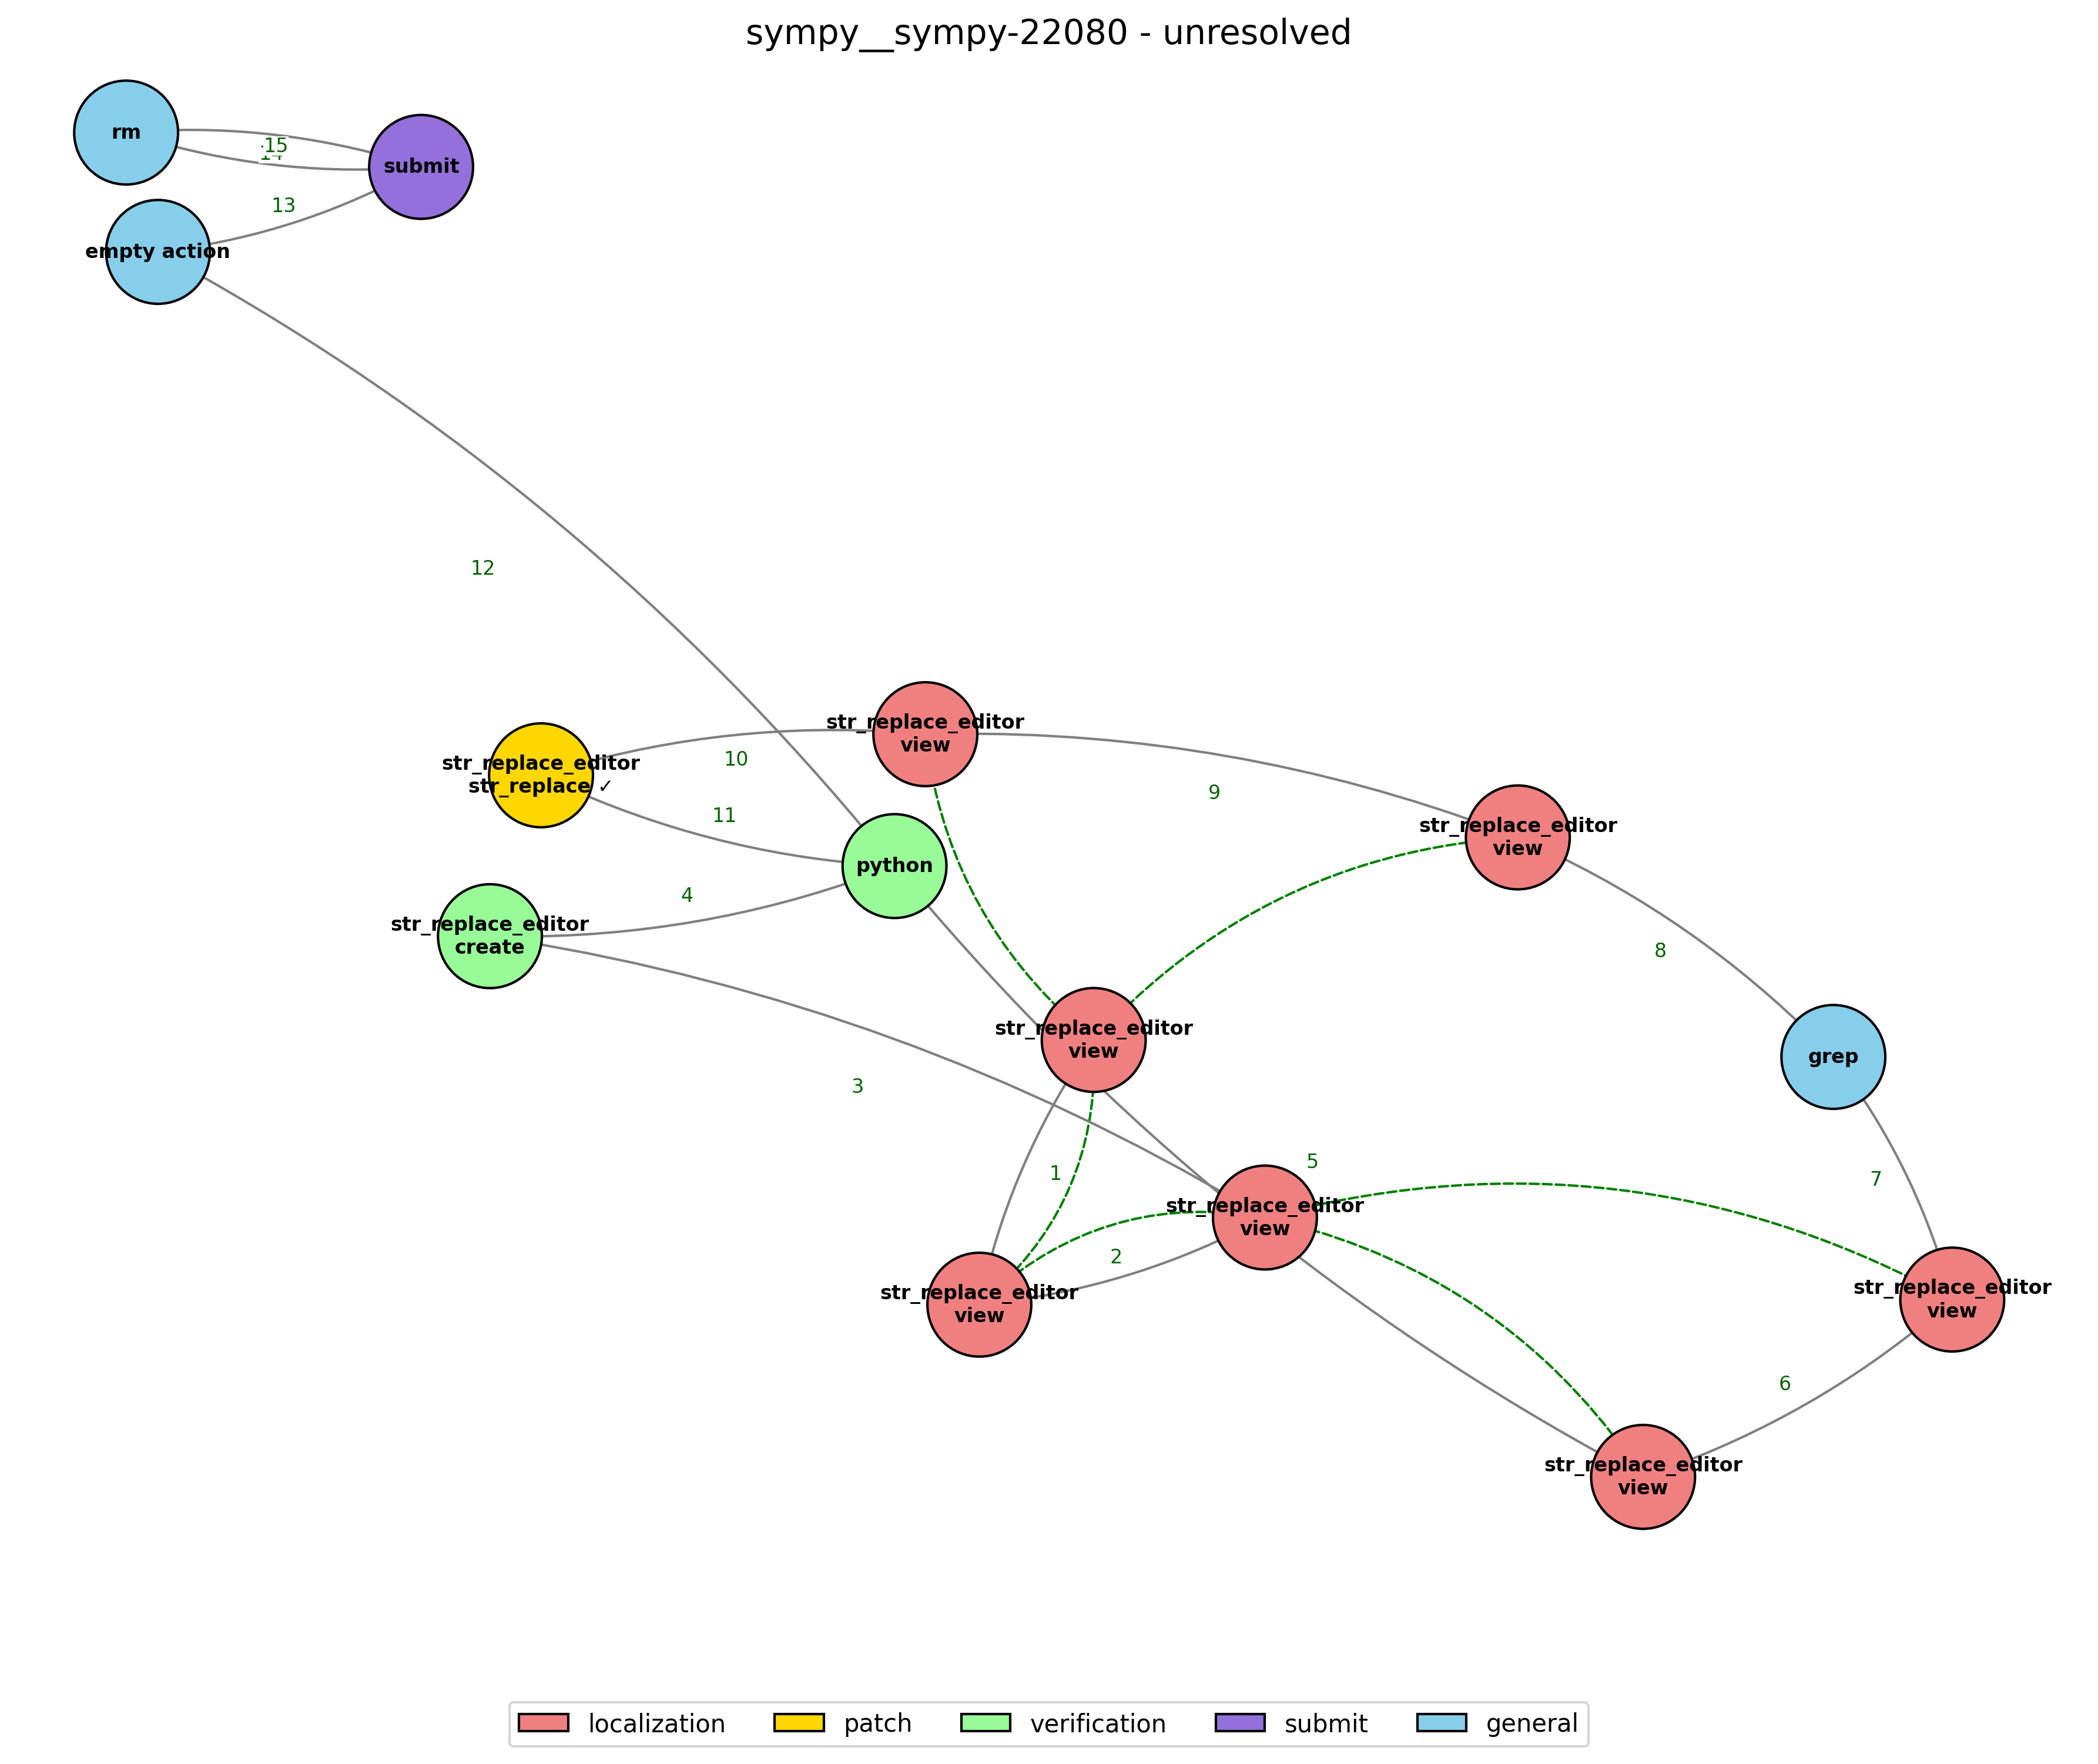 sympy__sympy-22080 - unresolved
rm
15
14
submit
13
empty action
12
str_replace_editor
view
10
9
str_replace_editor
str_replace ✓
11
str_replace_editor
view
python
4
8
str_replace_editor
create
str_replace_editor
view
grep
3
1
5
7
str_replace_editor
view
2
str_replace_editor
view
str_replace_editor
view
6
str_replace_editor
view
localization
patch
verification
submit
general